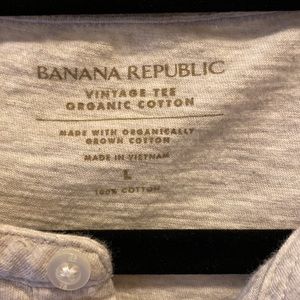 BANANA REPUBLIC
VINTAGE TEE
ORGANIC COTTON
MADE WITH ORGANICALLY
GROWN COTTON
MADE IN VIETNAM
L
100% COTTON